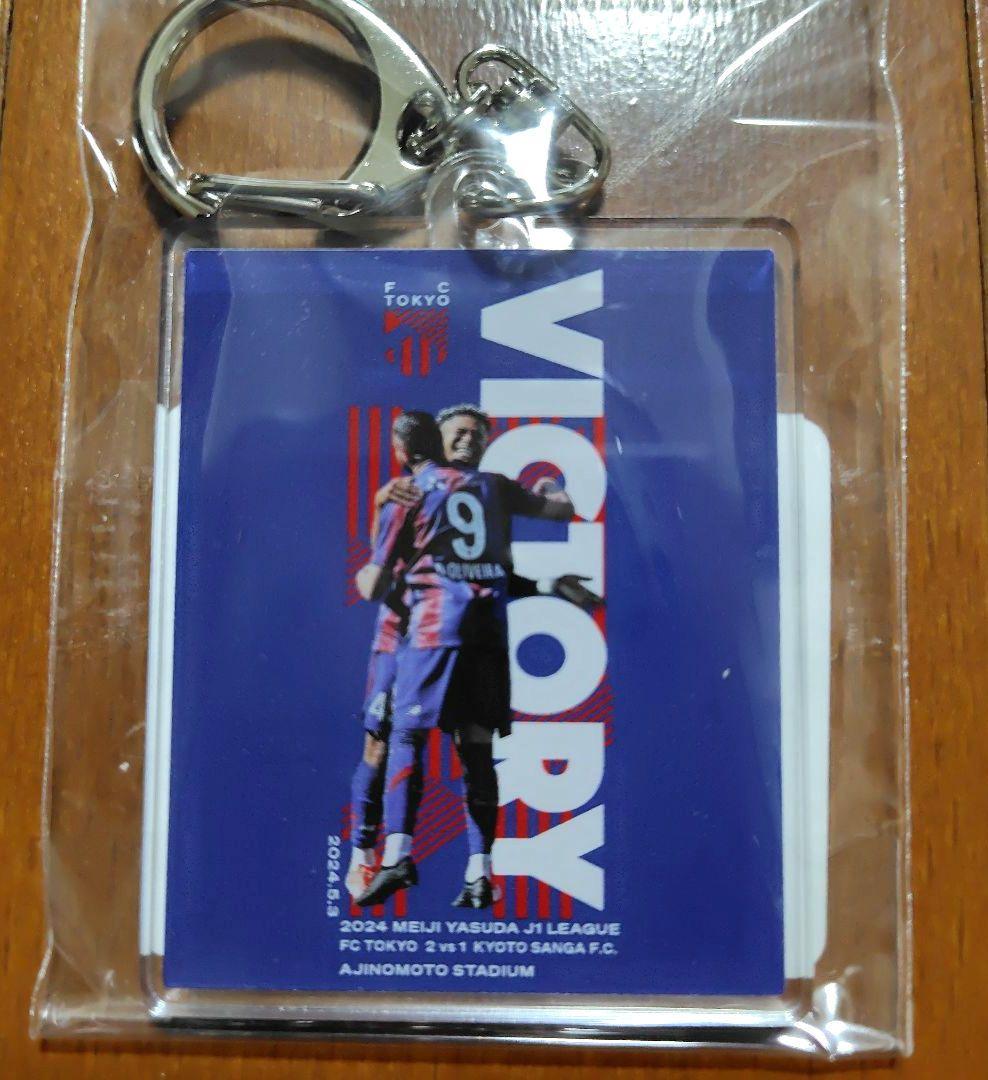 F C
TOKYO
VICTORY
9
OLIVEIRA
4
2024.5.3
2024 MEIJI YASUDA J1 LEAGUE
FC TOKYO 2 vs 1 KYOTO SANGA F.C.
AJINOMOTO STADIUM